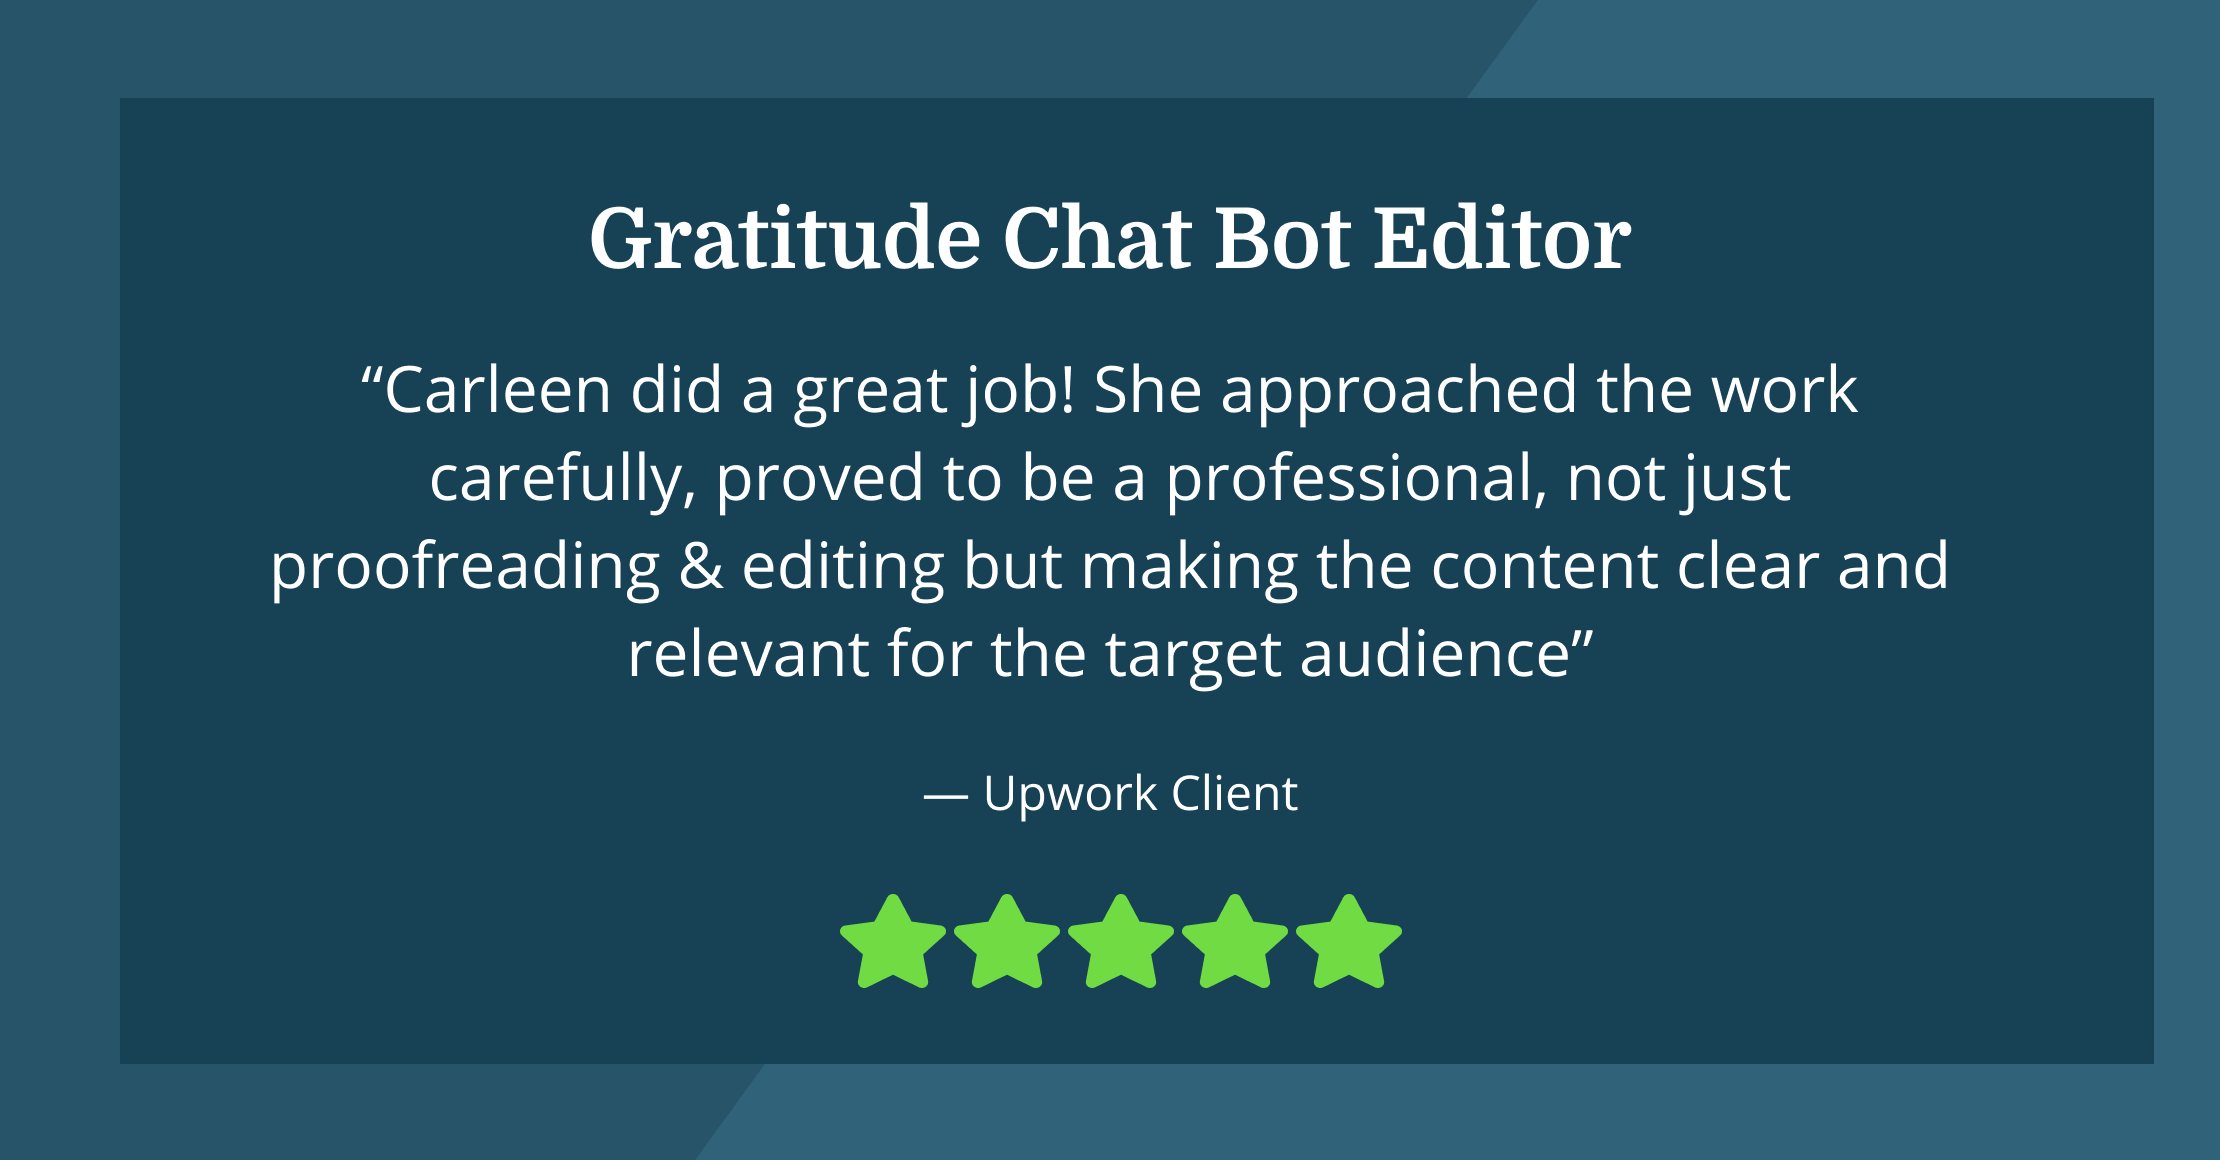 Gratitude Chat Bot Editor
“Carleen did a great job! She approached the work
carefully, proved to be a professional, not just
proofreading & editing but making the content clear and
relevant for the target audience”
— Upwork Client